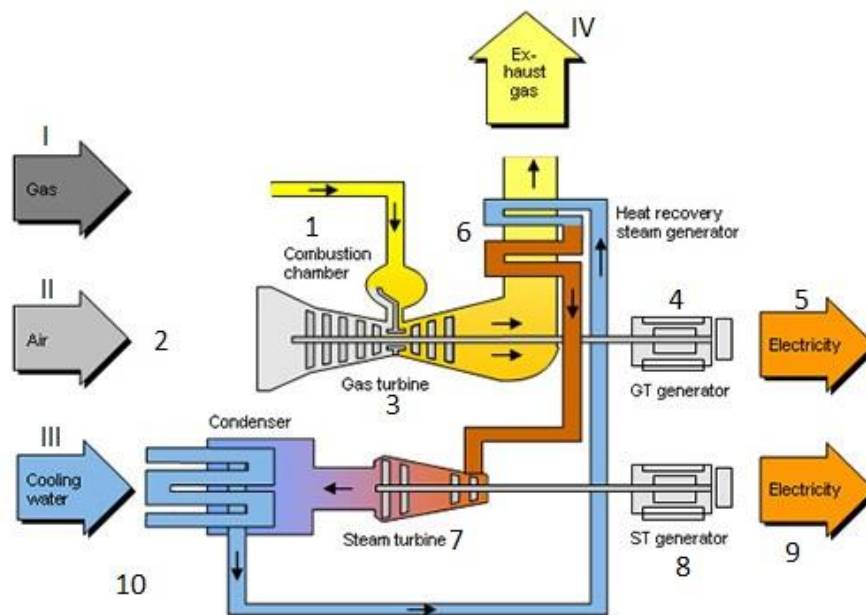 IV
Ex-
haust
gas
I
Gas
1
Combustion
chamber
6
Heat recovery
steam generator
II
Air
2
4
5
Electricity
Gas turbine
3
GT generator
III
Cooling
water
Condenser
Electricity
Steam turbine 7
ST generator
8
9
10